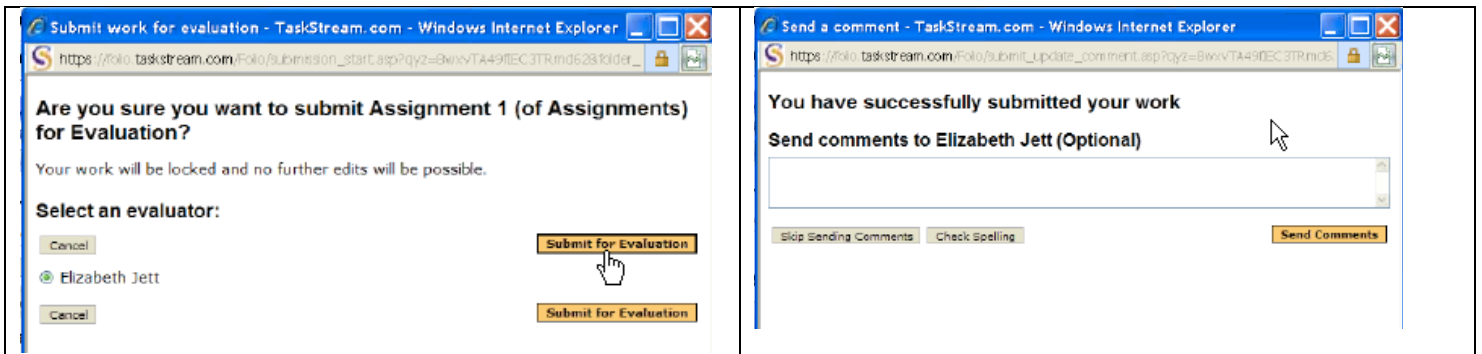 Submit work for evaluation - TaskStream.com - Windows Internet Explorer
https://folio.taskstream.com/Folio/submission_start.asp?qyz=
Are you sure you want to submit Assignment 1 (of Assignments)
for Evaluation?
Your work will be locked and no further edits will be possible.
Select an evaluator:
Cancel Submit for Evaluation
Elizabeth Jett
Cancel Submit for Evaluation
Send a comment - TaskStream.com - Windows Internet Explorer
https://folio.taskstream.com/Folio/submit_update_comment.asp?qyz=
You have successfully submitted your work
Send comments to Elizabeth Jett (Optional)
Skip Sending Comments Check Spelling Send Comments